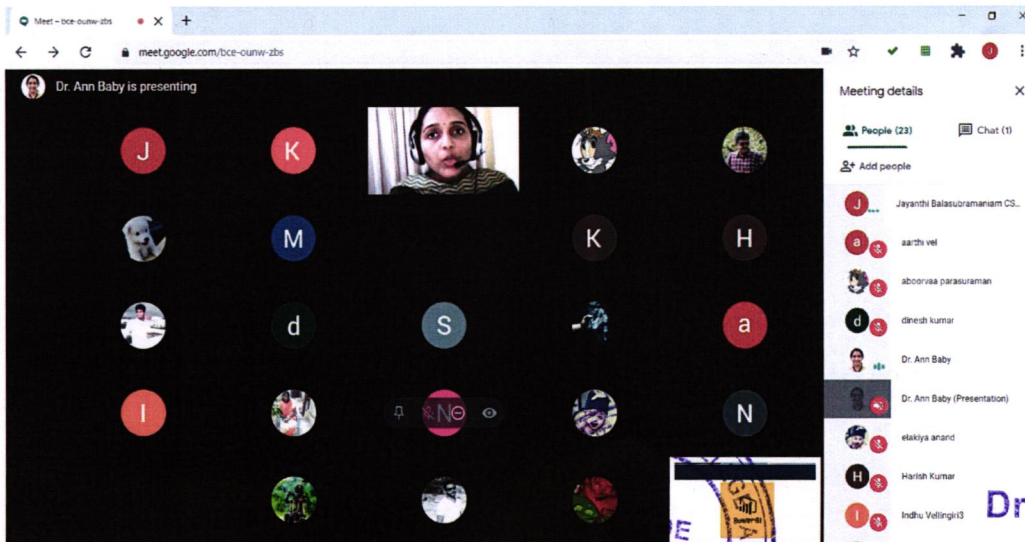 Meet – bce-ounw-zbs
meet.google.com/bce-ounw-zbs
J
Dr. Ann Baby is presenting
Meeting details
People (23)
Chat (1)
Add people
J K
M K H
d S a
I N N
J Jayanthi Balasubramaniam CS...
a aarthi vel
aboorvaa parasuraman
d dinesh kumar
Dr. Ann Baby
Dr. Ann Baby (Presentation)
elakiya anand
H Harish Kumar
I Indhu Vellingiri3
Dr